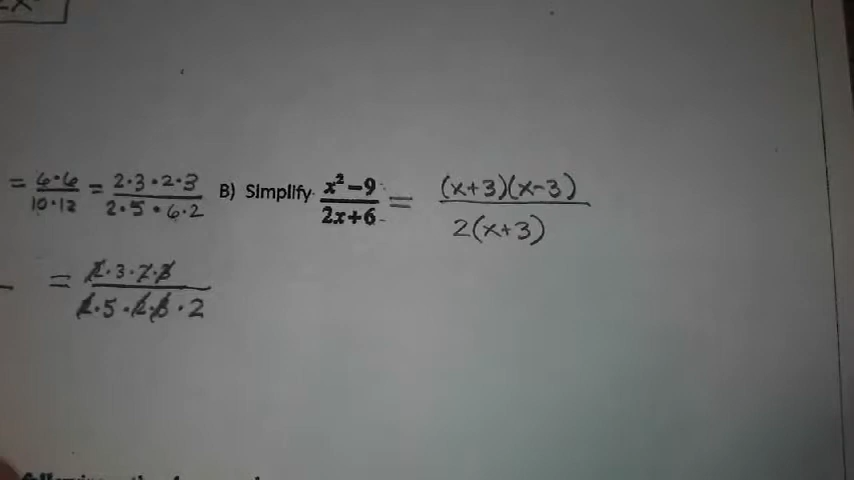 = 6·6/10·12 = 2·3·2·3/2·5·6·2
= 2·3·2·3/2·5·2·3·2
B) Simplify x²-9/2x+6 = (x+3)(x-3)/2(x+3)